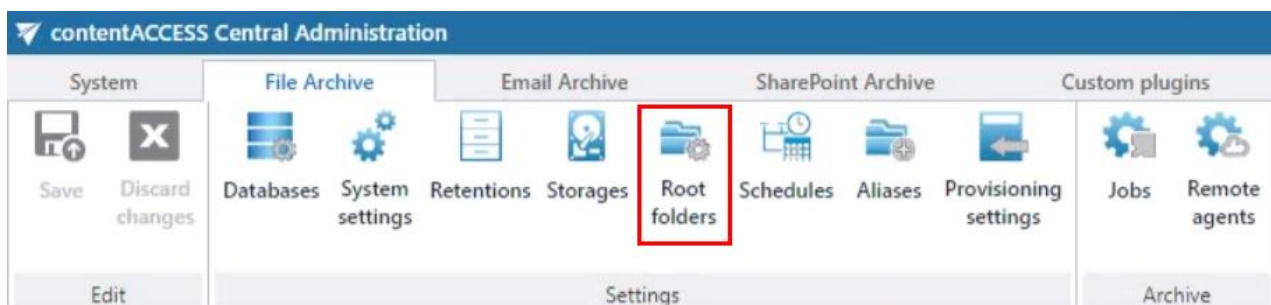 contentACCESS Central Administration
System File Archive Email Archive SharePoint Archive Custom plugins
Save Discard changes Databases System settings Retentions Storages Root folders Schedules Aliases Provisioning settings Jobs Remote agents
Edit Settings Archive